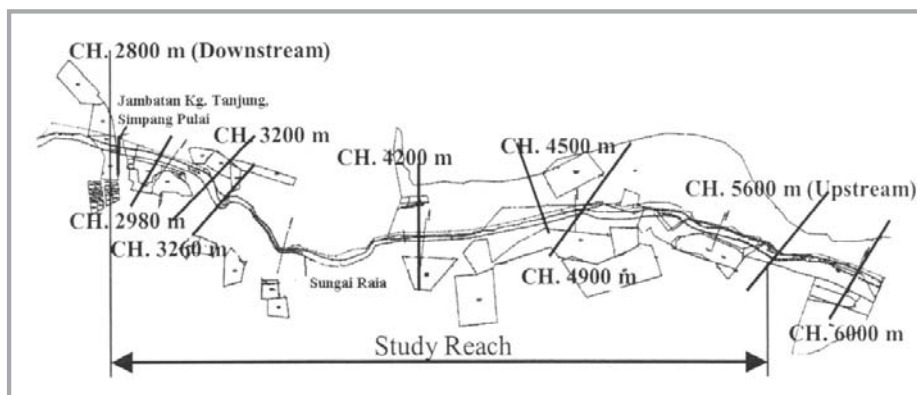 CH. 2800 m (Downstream)
Jambatan Kg. Tanjung,
Simpang Pulai
CH. 3200 m
CH. 4200 m
CH. 4500 m
CH. 5600 m (Upstream)
CH. 2980 m
CH. 3260 m
Sungai Raia
CH. 4900 m
CH. 6000 m
Study Reach